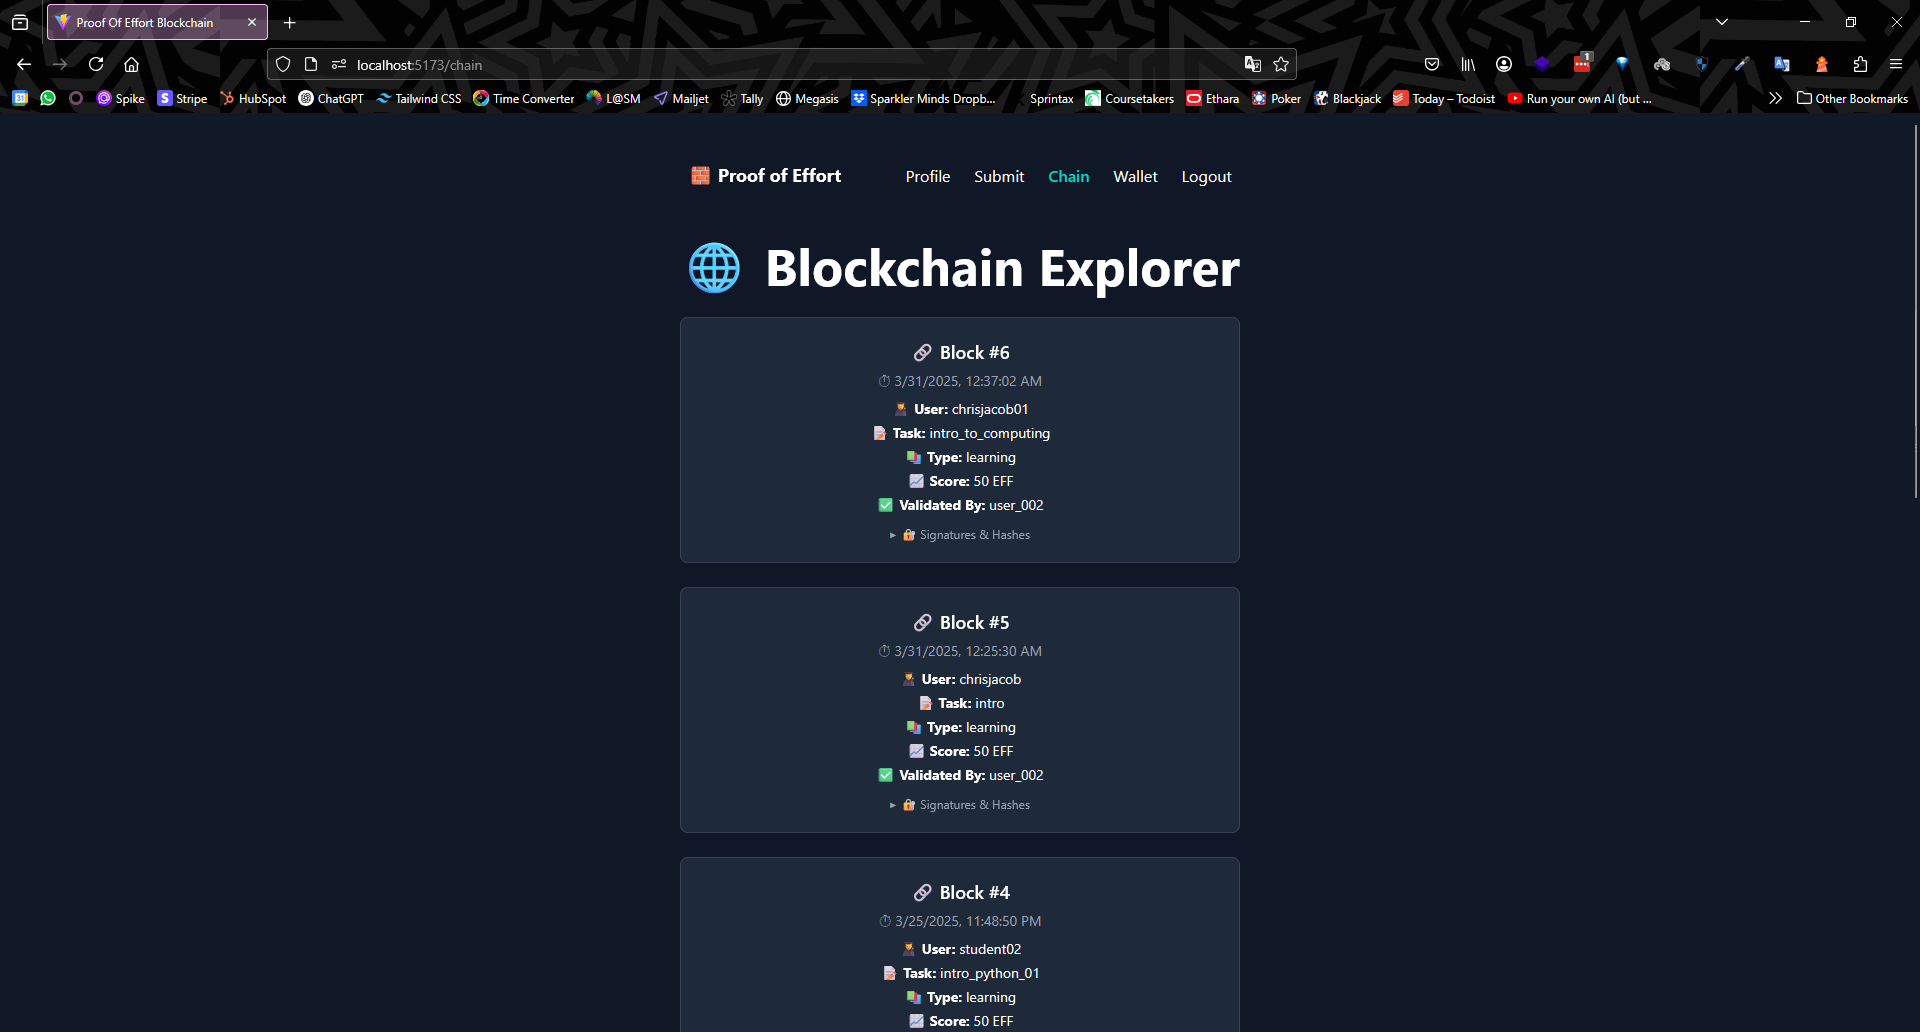 Proof Of Effort Blockchain
localhost:5173/chain
1
31 Spike Stripe HubSpot ChatGPT Tailwind CSS Time Converter L@SM Mailjet Tally Megasis Sparkler Minds Dropb... Sprintax Coursetakers Ethara Poker Blackjack Today – Todoist Run your own AI (but ... Other Bookmarks
Proof of Effort Profile Submit Chain Wallet Logout
Blockchain Explorer
Block #6
3/31/2025, 12:37:02 AM
User: chrisjacob01
Task: intro_to_computing
Type: learning
Score: 50 EFF
Validated By: user_002
Signatures & Hashes
Block #5
3/31/2025, 12:25:30 AM
User: chrisjacob
Task: intro
Type: learning
Score: 50 EFF
Validated By: user_002
Signatures & Hashes
Block #4
3/25/2025, 11:48:50 PM
User: student02
Task: intro_python_01
Type: learning
Score: 50 EFF